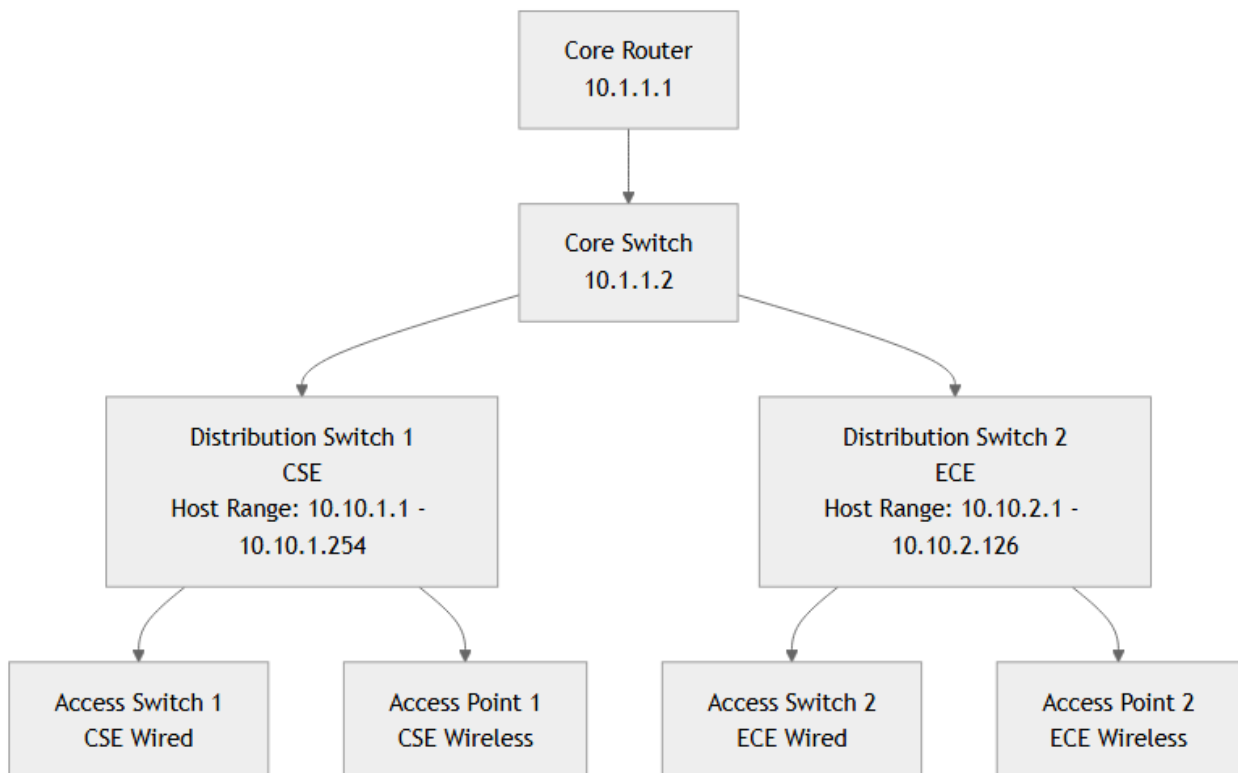 Core Router
10.1.1.1
Core Switch
10.1.1.2
Distribution Switch 1
CSE
Host Range: 10.10.1.1 -
10.10.1.254
Distribution Switch 2
ECE
Host Range: 10.10.2.1 -
10.10.2.126
Access Switch 1
CSE Wired
Access Point 1
CSE Wireless
Access Switch 2
ECE Wired
Access Point 2
ECE Wireless